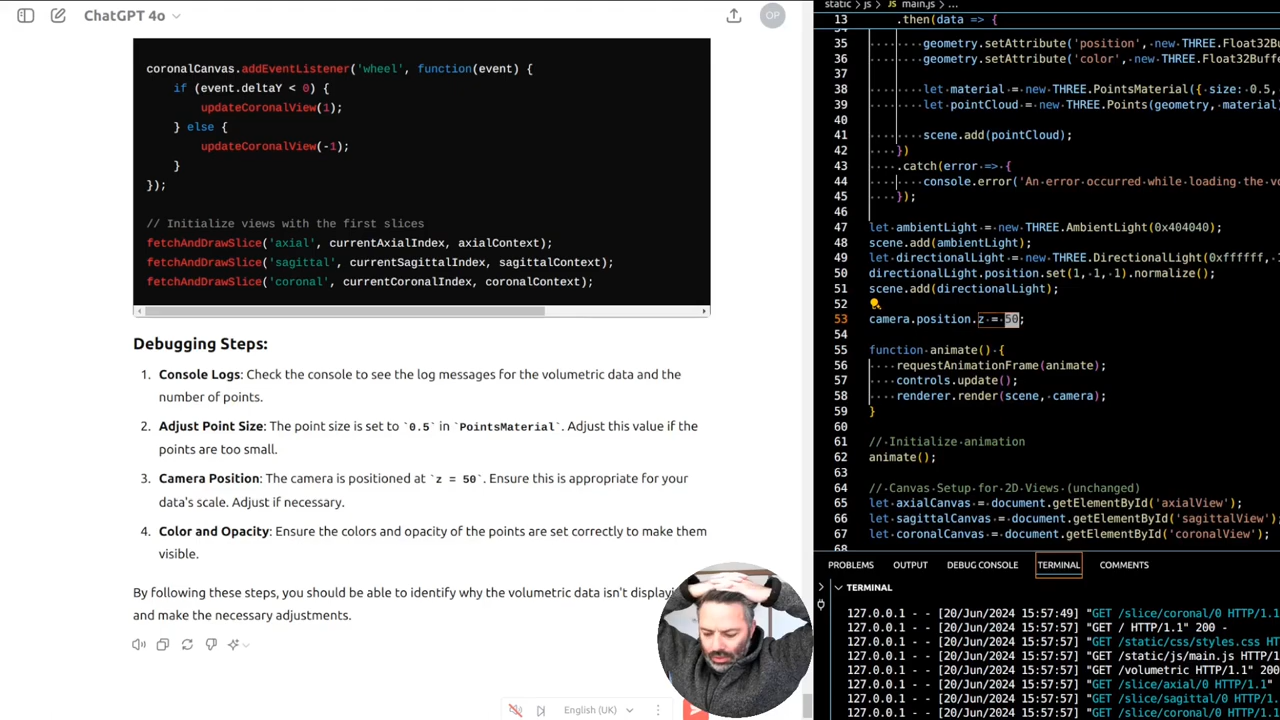 ChatGPT 4o
OP
coronalCanvas.addEventListener('wheel', function(event) {
if (event.deltaY < 0) {
updateCoronalView(1);
} else {
updateCoronalView(-1);
}
});
// Initialize views with the first slices
fetchAndDrawSlice('axial', currentAxialIndex, axialContext);
fetchAndDrawSlice('sagittal', currentSagittalIndex, sagittalContext);
fetchAndDrawSlice('coronal', currentCoronalIndex, coronalContext);
Debugging Steps:
1. Console Logs: Check the console to see the log messages for the volumetric data and the
number of points.
2. Adjust Point Size: The point size is set to `0.5` in `PointsMaterial`. Adjust this value if the
points are too small.
3. Camera Position: The camera is positioned at `z = 50`. Ensure this is appropriate for your
data's scale. Adjust if necessary.
4. Color and Opacity: Ensure the colors and opacity of the points are set correctly to make them
visible.
By following these steps, you should be able to identify why the volumetric data isn't displayi
and make the necessary adjustments.
English (UK)
static > js > main.js > ...
13 .then(data => {
35 geometry.setAttribute('position', new THREE.Float32Buffe
36 geometry.setAttribute('color', new THREE.Float32Buffer
37
38 let material = new THREE.PointsMaterial({ size: 0.5,
39 let pointCloud = new THREE.Points(geometry, material)
40
41 scene.add(pointCloud);
42 })
43 .catch(error => {
44 console.error('An error occurred while loading the vo
45 });
46
47 let ambientLight = new THREE.AmbientLight(0x404040);
48 scene.add(ambientLight);
49 let directionalLight = new THREE.DirectionalLight(0xffffff, 1
50 directionalLight.position.set(1, 1, 1).normalize();
51 scene.add(directionalLight);
52
53 camera.position.z = 50;
54
55 function animate() {
56 requestAnimationFrame(animate);
57 controls.update();
58 renderer.render(scene, camera);
59 }
60
61 // Initialize animation
62 animate();
63
64 // Canvas Setup for 2D Views (unchanged)
65 let axialCanvas = document.getElementById('axialView');
66 let sagittalCanvas = document.getElementById('sagittalView');
67 let coronalCanvas = document.getElementById('coronalView');
68
PROBLEMS OUTPUT DEBUG CONSOLE TERMINAL COMMENTS
TERMINAL
127.0.0.1 - - [20/Jun/2024 15:57:49] "GET /slice/coronal/0 HTTP/1.1
127.0.0.1 - - [20/Jun/2024 15:57:57] "GET / HTTP/1.1" 200 -
127.0.0.1 - - [20/Jun/2024 15:57:57] "GET /static/css/styles.css HT
127.0.0.1 - - [20/Jun/2024 15:57:57] "GET /static/js/main.js HTTP/1
127.0.0.1 - - [20/Jun/2024 15:57:57] "GET /volumetric HTTP/1.1" 200
127.0.0.1 - - [20/Jun/2024 15:57:57] "GET /slice/axial/0 HTTP/1.1"
127.0.0.1 - - [20/Jun/2024 15:57:57] "GET /slice/sagittal/0 HTTP/1.
127.0.0.1 - - [20/Jun/2024 15:57:57] "GET /slice/coronal/0 HTTP/1.1